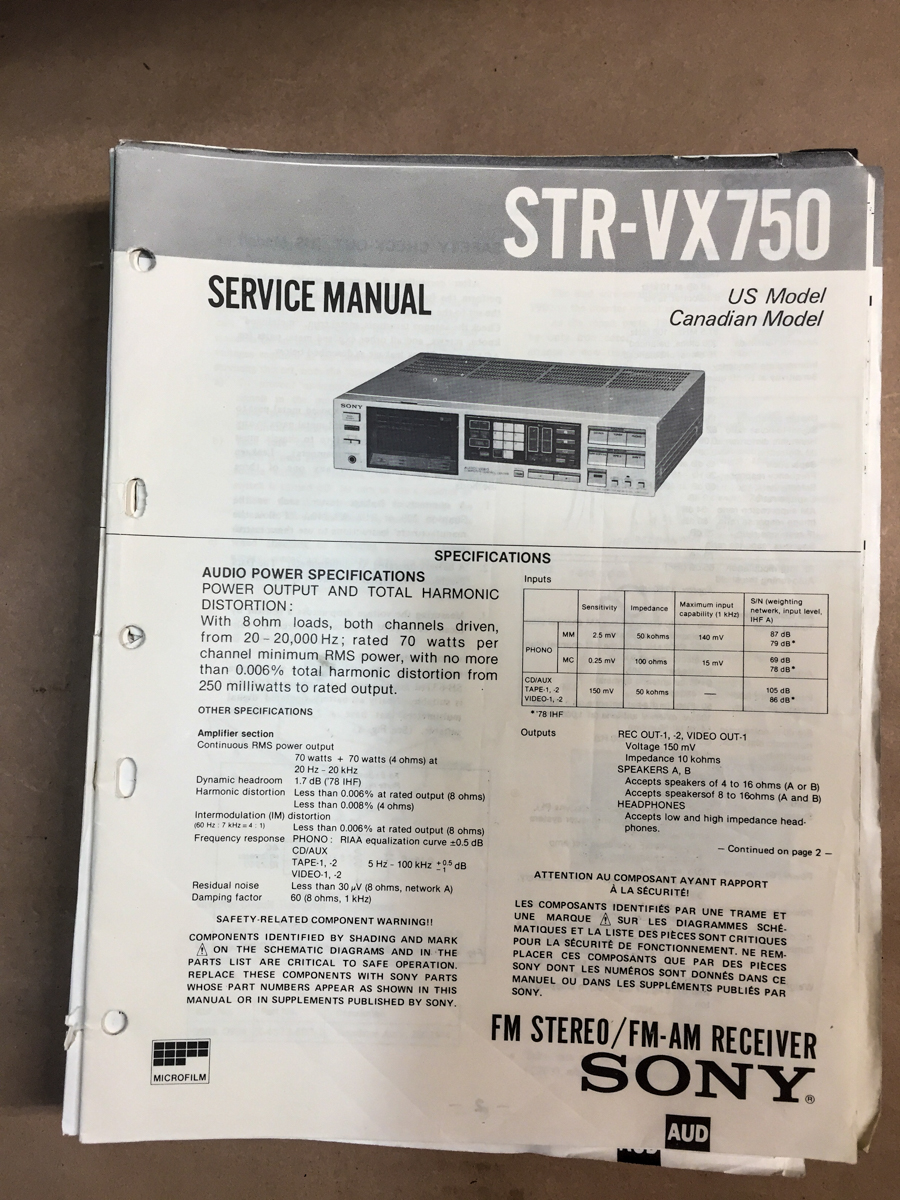 STR-VX750
SERVICE MANUAL
US Model
Canadian Model
SONY
SPECIFICATIONS
AUDIO POWER SPECIFICATIONS
POWER OUTPUT AND TOTAL HARMONIC
DISTORTION:
With 8 ohm loads, both channels driven,
from 20 - 20,000 Hz; rated 70 watts per
channel minimum RMS power, with no more
than 0.006% total harmonic distortion from
250 milliwatts to rated output.
OTHER SPECIFICATIONS
Amplifier section
Continuous RMS power output
70 watts + 70 watts (4 ohms) at
20 Hz - 20 kHz
Dynamic headroom 1.7 dB ('78 IHF)
Harmonic distortion Less than 0.006% at rated output (8 ohms)
Less than 0.008% (4 ohms)
Intermodulation (IM) distortion
(60 Hz : 7 kHz = 4 : 1) Less than 0.006% at rated output (8 ohms)
Frequency response PHONO : RIAA equalization curve ±0.5 dB
CD/AUX
TAPE-1, -2 5 Hz - 100 kHz +0.5 -1 dB
VIDEO-1, -2
Residual noise Less than 30 µV (8 ohms, network A)
Damping factor 60 (8 ohms, 1 kHz)
SAFETY-RELATED COMPONENT WARNING!!
COMPONENTS IDENTIFIED BY SHADING AND MARK
⚠ ON THE SCHEMATIC DIAGRAMS AND IN THE
PARTS LIST ARE CRITICAL TO SAFE OPERATION.
REPLACE THESE COMPONENTS WITH SONY PARTS
WHOSE PART NUMBERS APPEAR AS SHOWN IN THIS
MANUAL OR IN SUPPLEMENTS PUBLISHED BY SONY.
MICROFILM
Inputs
Sensitivity Impedance Maximum input capability (1 kHz) S/N (weighting netwerk, input level, IHF A)
PHONO MM 2.5 mV 50 kohms 140 mV 87 dB 79 dB*
MC 0.25 mV 100 ohms 15 mV 69 dB 78 dB*
CD/AUX TAPE-1, -2 VIDEO-1, -2 150 mV 50 kohms — 105 dB 86 dB*
* '78 IHF
Outputs REC OUT-1, -2, VIDEO OUT-1
Voltage 150 mV
Impedance 10 kohms
SPEAKERS A, B
Accepts speakers of 4 to 16 ohms (A or B)
Accepts speakersof 8 to 16ohms (A and B)
HEADPHONES
Accepts low and high impedance head-
phones.
— Continued on page 2 —
ATTENTION AU COMPOSANT AYANT RAPPORT
À LA SÉCURITÉ!
LES COMPOSANTS IDENTIFIÉS PAR UNE TRAME ET
UNE MARQUE ⚠ SUR LES DIAGRAMMES SCHÉ-
MATIQUES ET LA LISTE DES PIÈCES SONT CRITIQUES
POUR LA SÉCURITÉ DE FONCTIONNEMENT. NE REM-
PLACER CES COMPOSANTS QUE PAR DES PIÈCES
SONY DONT LES NUMÉROS SONT DONNÉS DANS CE
MANUEL OU DANS LES SUPPLÉMENTS PUBLIÉS PAR
SONY.
FM STEREO/FM-AM RECEIVER
SONY®
AUD